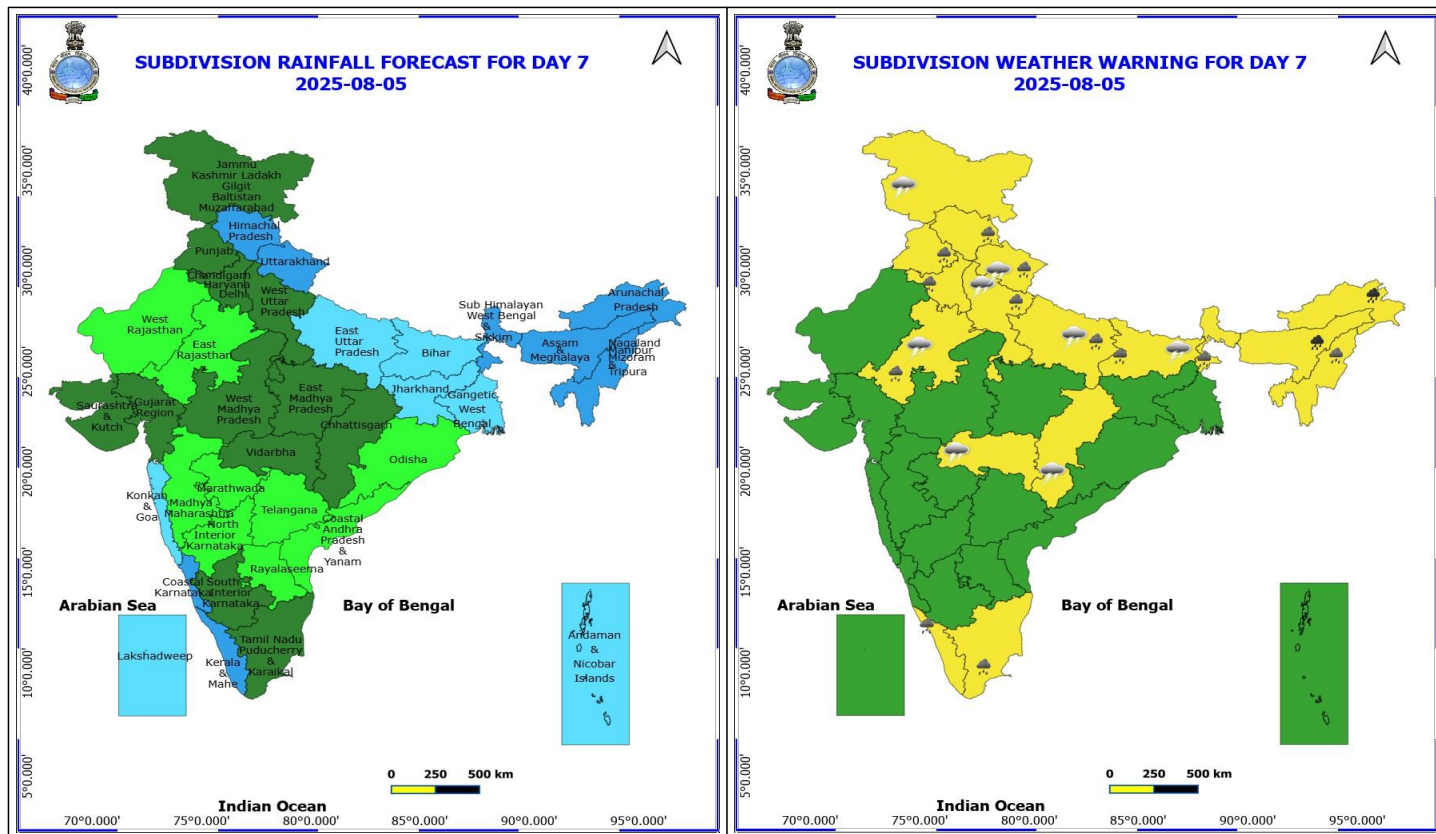 SUBDIVISION RAINFALL FORECAST FOR DAY 7
2025-08-05
40°0.000'
35°0.000'
30°0.000'
25°0.000'
20°0.000'
15°0.000'
10°0.000'
5°0.000'
Jammu
Kashmir Ladakh
Gilgit
Baltistan
Muzaffarabad
Himachal
Pradesh
Punjab
Uttarakhand
Chandigarh
Haryana
Delhi
West
Uttar
Pradesh
West
Rajasthan
East
Rajasthan
East
Uttar
Pradesh
Bihar
Sub Himalayan
West Bengal
&
Sikkim
Arunachal
Pradesh
Assam
&
Meghalaya
Nagaland
Manipur
Mizoram
&
Tripura
Jharkhand
Gangetic
West
Bengal
Saurashtra
&
Kutch
Gujarat
Region
West
Madhya
Pradesh
East
Madhya
Pradesh
Chhattisgarh
Vidarbha
Odisha
Konkan
&
Goa
Marathwada
Madhya
Maharashtra
North
Interior
Karnataka
Telangana
Coastal
Andhra
Pradesh
&
Yanam
Rayalaseema
Coastal
Karnataka
South
Interior
Karnataka
Arabian Sea
Bay of Bengal
Lakshadweep
Kerala
&
Mahe
Tamil Nadu
Puducherry
&
Karaikal
Andaman
&
Nicobar
Islands
0 250 500 km
Indian Ocean
70°0.000' 75°0.000' 80°0.000' 85°0.000' 90°0.000' 95°0.000'
SUBDIVISION WEATHER WARNING FOR DAY 7
2025-08-05
40°0.000'
35°0.000'
30°0.000'
25°0.000'
20°0.000'
15°0.000'
10°0.000'
5°0.000'
Arabian Sea
Bay of Bengal
0 250 500 km
Indian Ocean
70°0.000' 75°0.000' 80°0.000' 85°0.000' 90°0.000' 95°0.000'